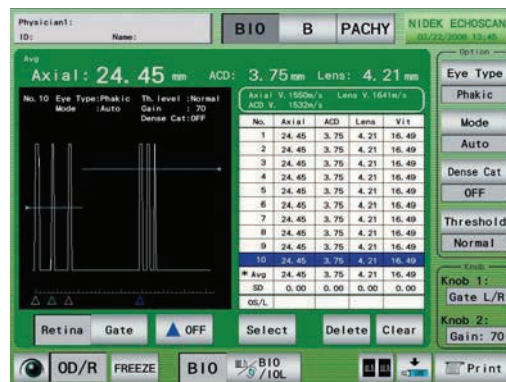 Physician1:
ID: Name:
BIO B PACHY
NIDEK ECHOSCAN
03/22/2008 13:45
Avg
Axial: 24. 45 mm ACD: 3. 75 mm Lens: 4. 21 mm
No. 10 Eye Type:Phakic Th. level :Normal
Mode :Auto Gain : 70
Dense Cat:OFF
Axial V. 1550m/s Lens V. 1641m/s
ACD V. 1532m/s
No. Axial ACD Lens Vit
1 24. 45 3. 75 4. 21 16. 49
2 24. 45 3. 75 4. 21 16. 49
3 24. 45 3. 75 4. 21 16. 49
4 24. 45 3. 75 4. 21 16. 49
5 24. 45 3. 75 4. 21 16. 49
6 24. 45 3. 75 4. 21 16. 49
7 24. 45 3. 75 4. 21 16. 49
8 24. 45 3. 75 4. 21 16. 49
9 24. 45 3. 75 4. 21 16. 49
10 24. 45 3. 75 4. 21 16. 49
* Avg 24. 45 3. 75 4. 21 16. 49
SD 0. 00 0. 00 0. 00 0. 00
OS/L
Option
Eye Type
Phakic
Mode
Auto
Dense Cat
OFF
Threshold
Normal
Knob
Knob 1:
Gate L/R
Knob 2:
Gain: 70
Retina Gate ▲ OFF Select Delete Clear
OD/R FREEZE BIO BIO/IOL Print